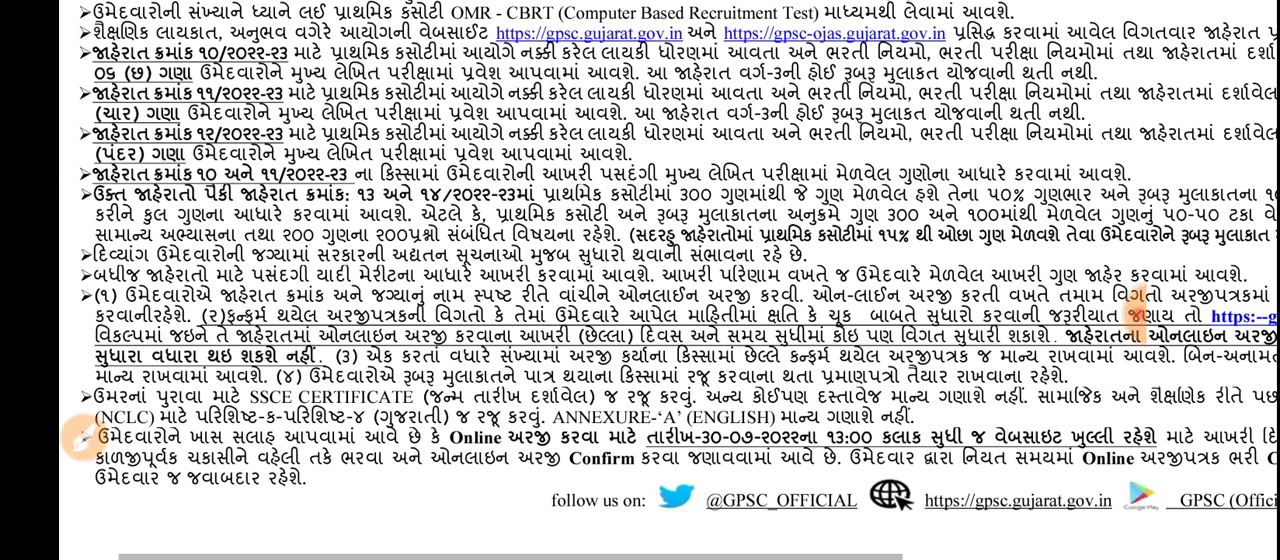 ➢ઉમેદવારોની સંખ્યાને ધ્યાને લઈ પ્રાથમિક કસોટી OMR - CBRT (Computer Based Recruitment Test) માધ્યમથી લેવામાં આવશે.
➢શૈક્ષણિક લાયકાત, અનુભવ વગેરે આયોગની વેબસાઈટ https://gpsc.gujarat.gov.in અને https://gpsc-ojas.gujarat.gov.in પ્રસિદ્ધ કરવામાં આવેલ વિગતવાર જાહેરાત
➢જાહેરાત ક્રમાંક ૧૦/૨૦૨૨-૨૩ માટે પ્રાથમિક કસોટીમાં આયોગે નક્કી કરેલ લાયકી ધોરણમાં આવતા અને ભરતી નિયમો, ભરતી પરીક્ષા નિયમોમાં તથા જાહેરાતમાં
૦૬ (છ) ગણા ઉમેદવારોને મુખ્ય લેખિત પરીક્ષામાં પ્રવેશ આપવામાં આવશે. આ જાહેરાત વર્ગ-૩ની હોઈ રૂબરૂ મુલાકત યોજવાની થતી નથી.
➢જાહેરાત ક્રમાંક ૧૧/૨૦૨૨-૨૩ માટે પ્રાથમિક કસોટીમાં આયોગે નક્કી કરેલ લાયકી ધોરણમાં આવતા અને ભરતી નિયમો, ભરતી પરીક્ષા નિયમોમાં તથા જાહેરાતમાં દર્શાવેલ
(ચાર) ગણા ઉમેદવારોને મુખ્ય લેખિત પરીક્ષામાં પ્રવેશ આપવામાં આવશે. આ જાહેરાત વર્ગ-૩ની હોઈ રૂબરૂ મુલાકત યોજવાની થતી નથી.
➢જાહેરાત ક્રમાંક ૧૨/૨૦૨૨-૨૩ માટે પ્રાથમિક કસોટીમાં આયોગે નક્કી કરેલ લાયકી ધોરણમાં આવતા અને ભરતી નિયમો, ભરતી પરીક્ષા નિયમોમાં તથા જાહેરાતમાં દર્શાવેલ
(પંદર) ગણા ઉમેદવારોને મુખ્ય લેખિત પરીક્ષામાં પ્રવેશ આપવામાં આવશે.
➢જાહેરાત ક્રમાંક ૧૦ અને ૧૧/૨૦૨૨-૨૩ ના કિસ્સામાં ઉમેદવારોની આખરી પસદંગી મુખ્ય લેખિત પરીક્ષામાં મેળવેલ ગુણોના આધારે કરવામાં આવશે.
➢ઉક્ત જાહેરાતો પૈકી જાહેરાત ક્રમાંક: ૧૩ અને ૧૪/૨૦૨૨-૨૩માં પ્રાથમિક કસોટીમાં ૩૦૦ ગુણમાંથી જે ગુણ મેળવેલ હશે તેના ૫૦% ગુણભાર અને રૂબરૂ મુલાકાતના
કરીને કુલ ગુણના આધારે કરવામાં આવશે. એટલે કે, પ્રાથમિક કસોટી અને રૂબરૂ મુલાકાતના અનુક્રમે ગુણ ૩૦૦ અને ૧૦૦માંથી મેળવેલ ગુણનું ૫૦-૫૦ ટકા
સામાન્ય અભ્યાસના તથા ૨૦૦ ગુણના ૨૦૦પ્રશ્નો સંબંધિત વિષયના રહેશે. (સદરહુ જાહેરાતોમાં પ્રાથમિક કસોટીમાં ૧૫% થી ઓછા ગુણ મેળવશે તેવા ઉમેદવારોને રૂબરૂ મુલાકાત
➢દિવ્યાંગ ઉમેદવારોની જગ્યામાં સરકારની અદ્યતન સૂચનાઓ મુજબ સુધારો થવાની સંભાવના રહે છે.
➢બધીજ જાહેરાતો માટે પસંદગી યાદી મેરીટના આધારે આખરી કરવામાં આવશે. આખરી પરિણામ વખતે જ ઉમેદવારે મેળવેલ આખરી ગુણ જાહેર કરવામાં આવશે.
➢(૧) ઉમેદવારોએ જાહેરાત ક્રમાંક અને જગ્યાનું નામ સ્પષ્ટ રીતે વાંચીને ઓનલાઈન અરજી કરવી. ઓન-લાઈન અરજી કરતી વખતે તમામ વિગતો અરજીપત્રકમાં
કરવાનીરહેશે. (૨)કન્ફર્મ થયેલ અરજીપત્રકની વિગતો કે તેમાં ઉમેદવારે આપેલ માહિતીમાં ક્ષતિ કે ચૂક બાબતે સુધારો કરવાની જરૂરીયાત જણાય તો https:--g
વિકલ્પમાં જઇને તે જાહેરાતમાં ઓનલાઇન અરજી કરવાના આખરી (છેલ્લા) દિવસ અને સમય સુધીમાં કોઇ પણ વિગત સુધારી શકાશે. જાહેરાતના ઓનલાઇન અરજી
સુધારા વધારા થઇ શકશે નહીં. (૩) એક કરતાં વધારે સંખ્યામાં અરજી કર્યાના કિસ્સામાં છેલ્લે કન્ફર્મ થયેલ અરજીપત્રક જ માન્ય રાખવામાં આવશે. બિન-અનામત
માન્ય રાખવામાં આવશે. (૪) ઉમેદવારોએ રૂબરૂ મુલાકાતને પાત્ર થયાના કિસ્સામાં રજૂ કરવાના થતા પ્રમાણપત્રો તૈયાર રાખવાના રહેશે.
➢ઉમરનાં પુરાવા માટે SSCE CERTIFICATE (જન્મ તારીખ દર્શાવેલ) જ રજૂ કરવું. અન્ય કોઈપણ દસ્તાવેજ માન્ય ગણાશે નહીં. સામાજિક અને શૈક્ષણિક રીતે
(NCLC) માટે પરિશિષ્ટ-ક-પરિશિષ્ટ-૪ (ગુજરાતી) જ રજૂ કરવું. ANNEXURE-‘A’ (ENGLISH) માન્ય ગણાશે નહીં.
➢ઉમેદવારોને ખાસ સલાહ આપવામાં આવે છે કે Online અરજી કરવા માટે તારીખ-30-૦૭-૨૦૨૨ના ૧૩:૦૦ કલાક સુધી જ વેબસાઇટ ખુલ્લી રહેશે માટે આખરી
કાળજીપૂર્વક ચકાસીને વહેલી તકે ભરવા અને ઓનલાઇન અરજી Confirm કરવા જણાવવામાં આવે છે. ઉમેદવાર દ્વારા નિયત સમયમાં Online અરજીપત્રક ભરી C
ઉમેદવાર જ જવાબદાર રહેશે.
follow us on: @GPSC_OFFICIAL https://gpsc.gujarat.gov.in GPSC (Offici